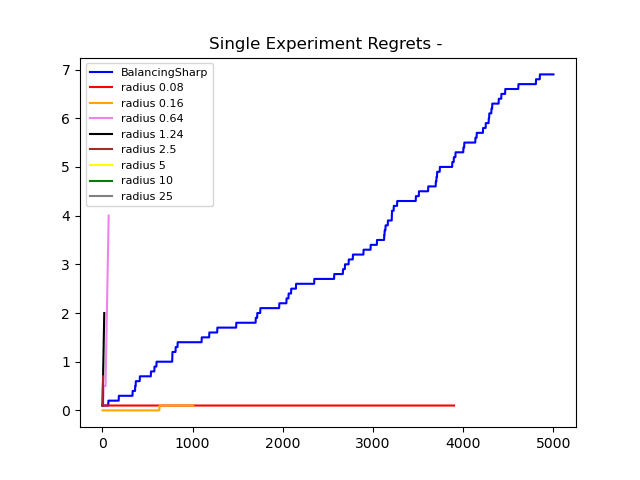 Single Experiment Regrets -
7
6
5
4
3
2
1
0
BalancingSharp
radius 0.08
radius 0.16
radius 0.64
radius 1.24
radius 2.5
radius 5
radius 10
radius 25
0 1000 2000 3000 4000 5000